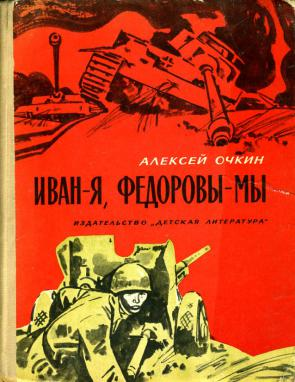 АЛЕКСЕЙ ОЧКИН
ИВАН-Я, ФЕДОРОВЫ-МЫ
ИЗДАТЕЛЬСТВО „ДЕТСКАЯ ЛИТЕРАТУРА"